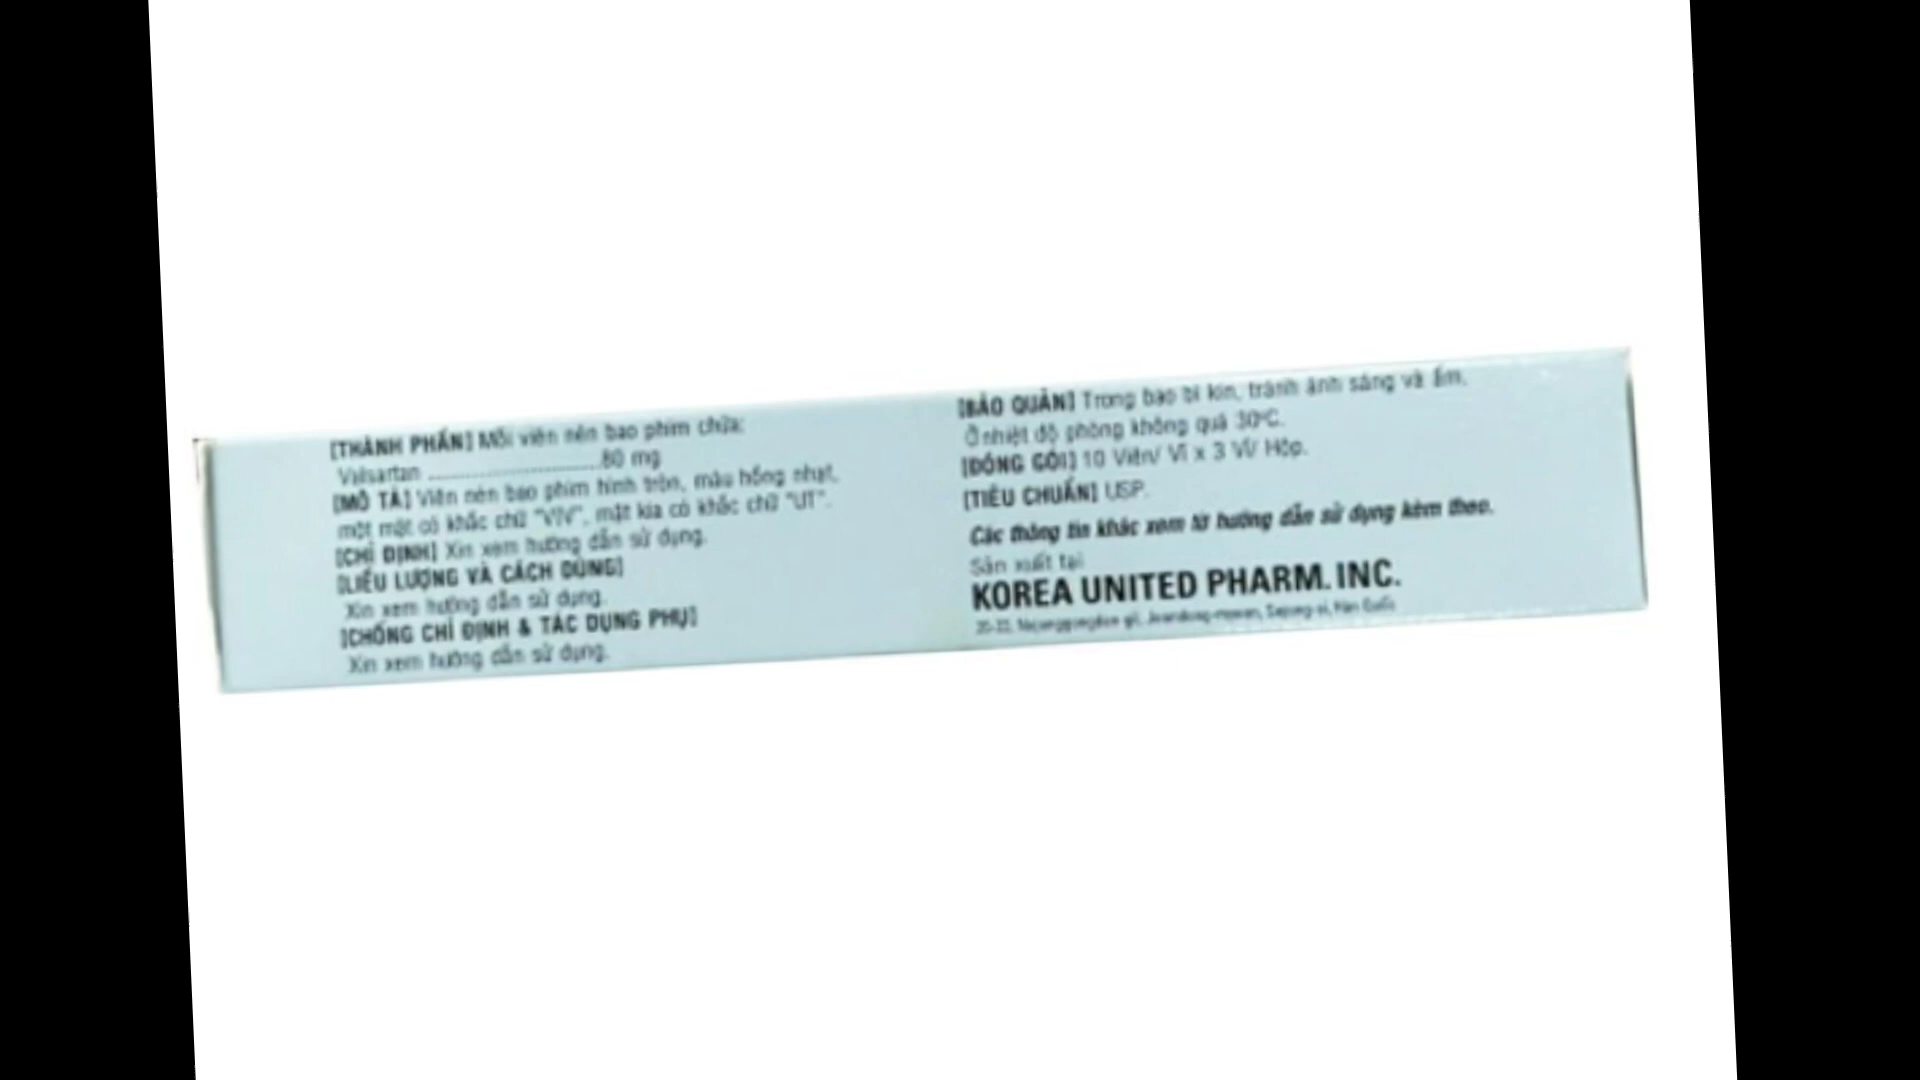 [THÀNH PHẦN] Mỗi viên nén bao phim chứa:
Valsartan ........................80 mg
[MÔ TẢ] Viên nén bao phim hình tròn, màu hồng nhạt,
một mặt có khắc chữ "VIV", mặt kia có khắc chữ "UT".
[CHỈ ĐỊNH] Xin xem hướng dẫn sử dụng.
[LIỀU LƯỢNG VÀ CÁCH DÙNG]
Xin xem hướng dẫn sử dụng.
[CHỐNG CHỈ ĐỊNH & TÁC DỤNG PHỤ]
Xin xem hướng dẫn sử dụng.
[BẢO QUẢN] Trong bao bì kín, tránh ánh sáng và ẩm.
Ở nhiệt độ phòng không quá 30ºC.
[ĐÓNG GÓI] 10 Viên/ Vỉ x 3 Vỉ/ Hộp.
[TIÊU CHUẨN] USP.
Các thông tin khác xem tờ hướng dẫn sử dụng kèm theo.
Sản xuất tại
KOREA UNITED PHARM. INC.
Hàn Quốc